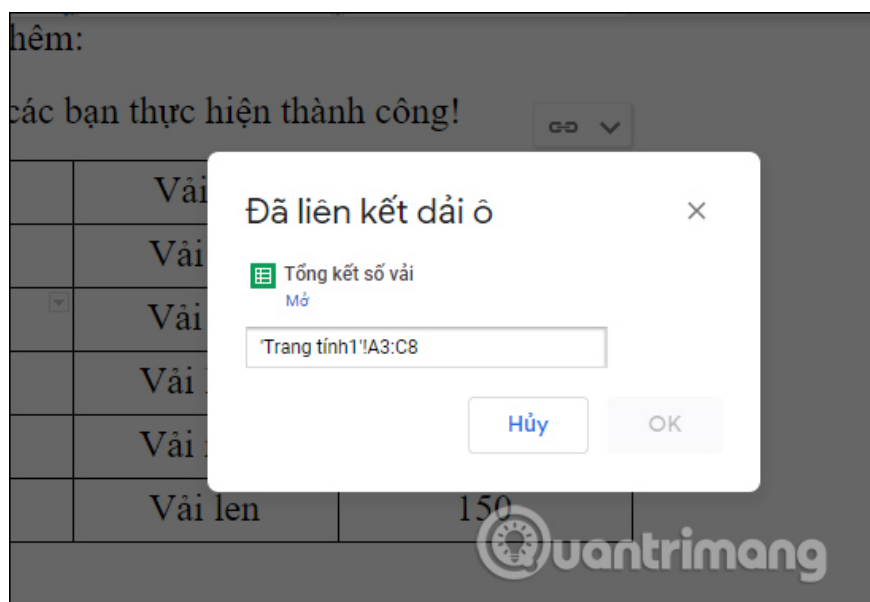 hêm:
các bạn thực hiện thành công!
Vải
Đã liên kết dải ô
Vải
Tổng kết số vải
Mở
Vải
'Trang tính1'!A3:C8
Vải
Hủy
OK
Vải
Vải len
150
Quantrimang